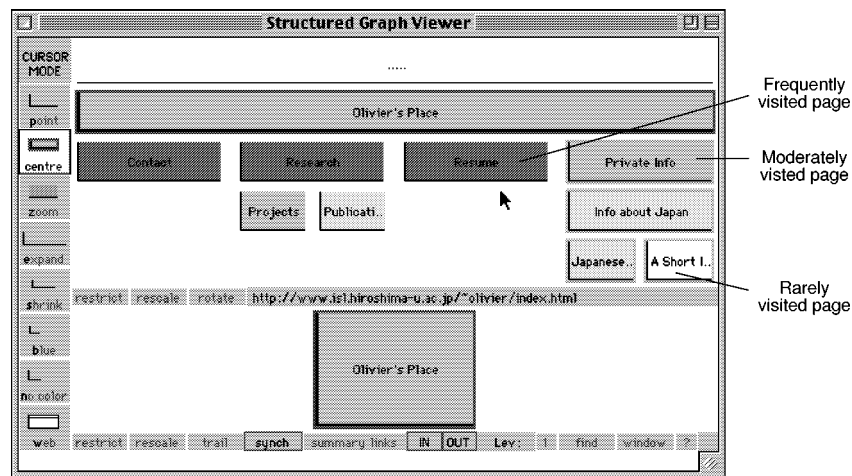 Structured Graph Viewer
CURSOR
MODE
.....
point
centre
zoom
expand
shrink
blue
no color
web
Olivier's Place
Contact
Research
Resume
Private Info
Projects
Publicati..
Info about Japan
Japanese..
A Short I..
restrict rescale rotate http://www.isl.hiroshima-u.ac.jp/~olivier/index.html
Olivier's Place
restrict rescale trail synch summary links IN OUT Lev: 1 find window ?
Frequently
visited page
Moderately
visted page
Rarely
visited page